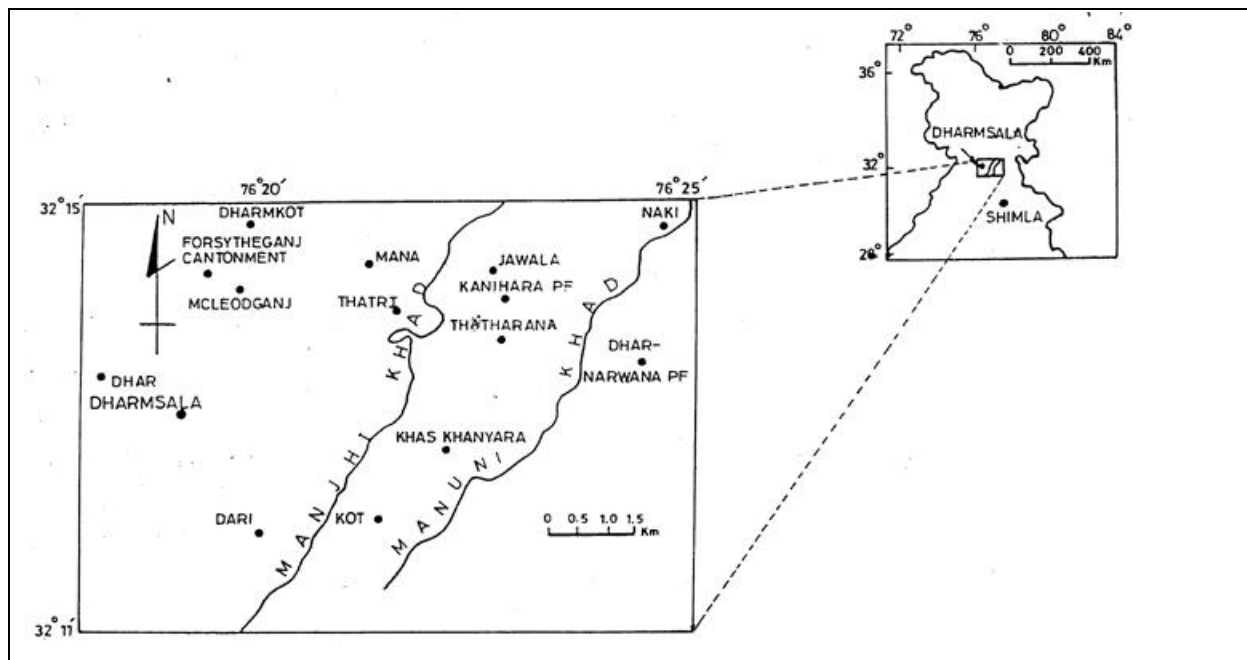 72° 76° 80° 84°
0 200 400
Km
36°
DHARMSALA
32°
SHIMLA
28°
76° 20′ 76° 25′
32° 15′
N
DHARMKOT
NAKI
FORSYTHEGANJ
CANTONMENT
MANA
JAWALA
MCLEODGANJ
KANIHARA PF
THATRI
THATHARANA
DHAR-
NARWANA PF
DHAR
DHARMSALA
KHAS KHANYARA
MANJHI KHAD
MANUNI KHAD
DARI
KOT
0 0.5 1.0 1.5
Km
32° 11′